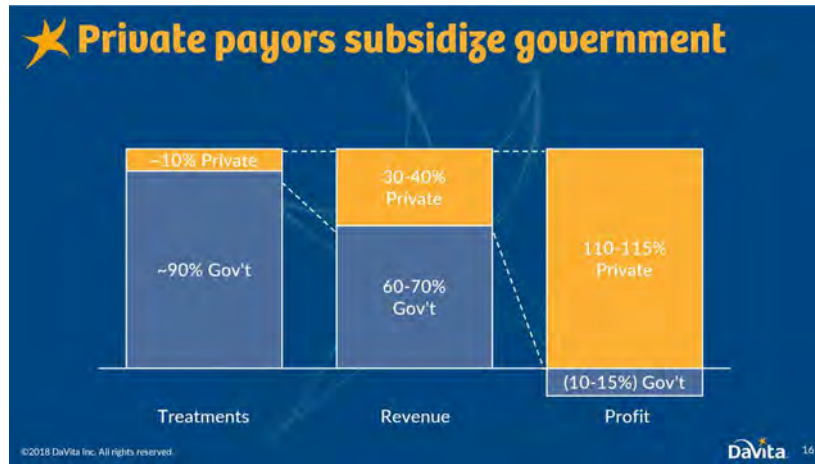 Private payors subsidize government
~10% Private
~90% Gov't
30-40%
Private
60-70%
Gov't
110-115%
Private
(10-15%) Gov't
Treatments
Revenue
Profit
©2018 DaVita Inc. All rights reserved.
DaVita.
16